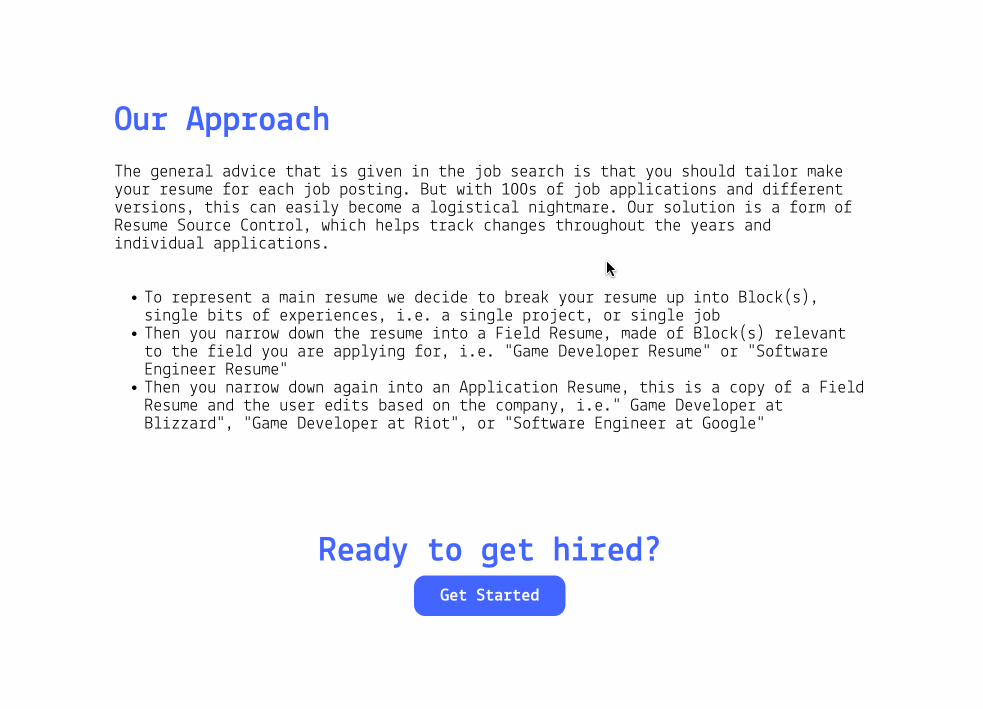 Our Approach
The general advice that is given in the job search is that you should tailor make
your resume for each job posting. But with 100s of job applications and different
versions, this can easily become a logistical nightmare. Our solution is a form of
Resume Source Control, which helps track changes throughout the years and
individual applications.
• To represent a main resume we decide to break your resume up into Block(s),
single bits of experiences, i.e. a single project, or single job
• Then you narrow down the resume into a Field Resume, made of Block(s) relevant
to the field you are applying for, i.e. "Game Developer Resume" or "Software
Engineer Resume"
• Then you narrow down again into an Application Resume, this is a copy of a Field
Resume and the user edits based on the company, i.e." Game Developer at
Blizzard", "Game Developer at Riot", or "Software Engineer at Google"
Ready to get hired?
Get Started